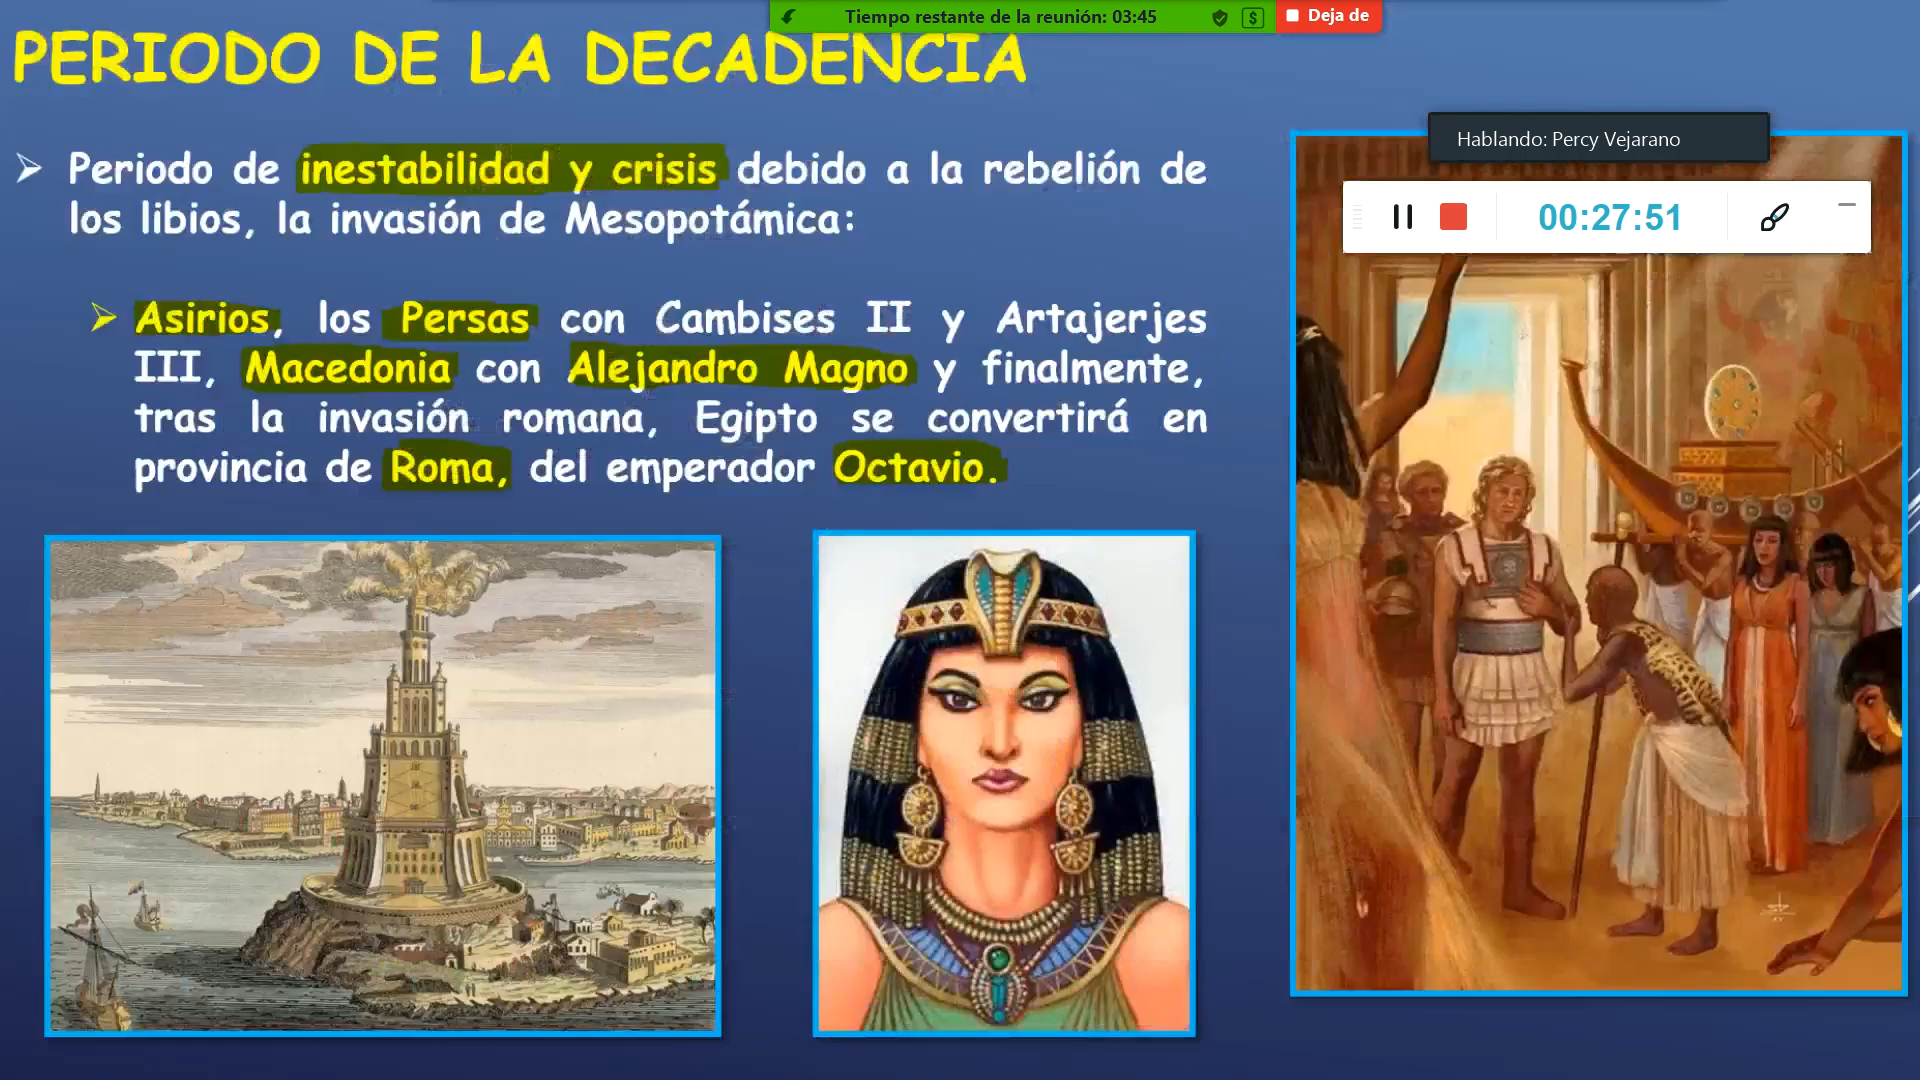 Tiempo restante de la reunión: 03:45
Deja de
PERIODO DE LA DECADENCIA
Hablando: Percy Vejarano
00:27:51
Periodo de inestabilidad y crisis debido a la rebelión de
los libios, la invasión de Mesopotámica:
Asirios, los Persas con Cambises II y Artajerjes
III, Macedonia con Alejandro Magno y finalmente,
tras la invasión romana, Egipto se convertirá en
provincia de Roma, del emperador Octavio.